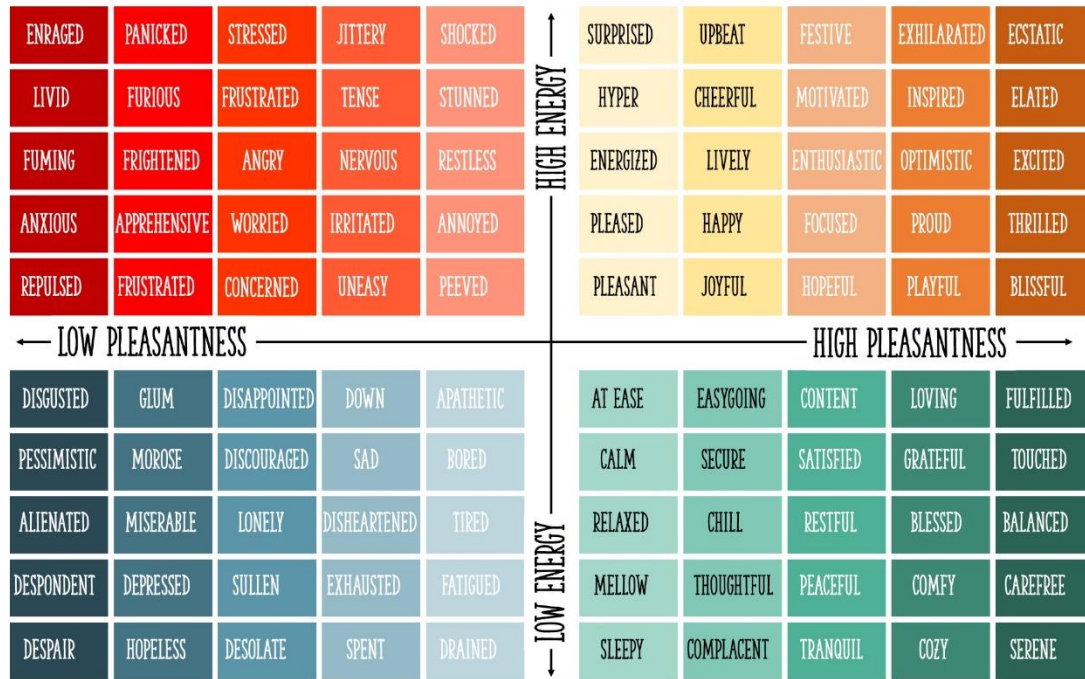 ENRAGED PANICKED STRESSED JITTERY SHOCKED SURPRISED UPBEAT FESTIVE EXHILARATED ECSTATIC
LIVID FURIOUS FRUSTRATED TENSE STUNNED HYPER CHEERFUL MOTIVATED INSPIRED ELATED
FUMING FRIGHTENED ANGRY NERVOUS RESTLESS ENERGIZED LIVELY ENTHUSIASTIC OPTIMISTIC EXCITED
ANXIOUS APPREHENSIVE WORRIED IRRITATED ANNOYED PLEASED HAPPY FOCUSED PROUD THRILLED
REPULSED FRUSTRATED CONCERNED UNEASY PEEVED PLEASANT JOYFUL HOPEFUL PLAYFUL BLISSFUL
HIGH ENERGY
LOW PLEASANTNESS HIGH PLEASANTNESS
DISGUSTED GLUM DISAPPOINTED DOWN APATHETIC AT EASE EASYGOING CONTENT LOVING FULFILLED
PESSIMISTIC MOROSE DISCOURAGED SAD BORED CALM SECURE SATISFIED GRATEFUL TOUCHED
ALIENATED MISERABLE LONELY DISHEARTENED TIRED RELAXED CHILL RESTFUL BLESSED BALANCED
DESPONDENT DEPRESSED SULLEN EXHAUSTED FATIGUED MELLOW THOUGHTFUL PEACEFUL COMFY CAREFREE
DESPAIR HOPELESS DESOLATE SPENT DRAINED SLEEPY COMPLACENT TRANQUIL COZY SERENE
LOW ENERGY